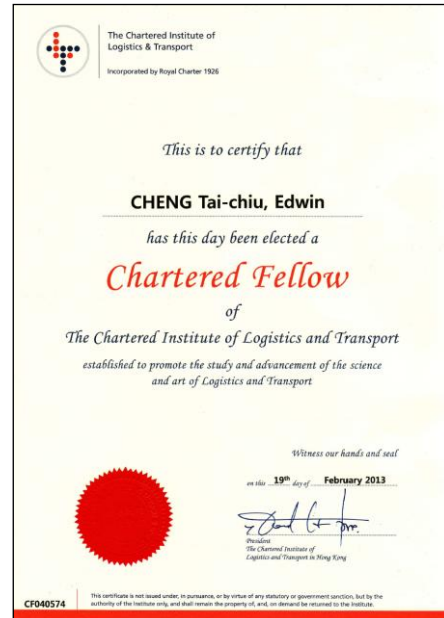 The Chartered Institute of
Logistics & Transport
Incorporated by Royal Charter 1926
This is to certify that
CHENG Tai-chiu, Edwin
has this day been elected a
Chartered Fellow
of
The Chartered Institute of Logistics and Transport
established to promote the study and advancement of the science
and art of Logistics and Transport
Witness our hands and seal
on this 19th day of February 2013
President
The Chartered Institute of
Logistics and Transport in Hong Kong
CF040574
This certificate is not issued under, in pursuance, or by virtue of any statutory or government sanction, but by the
authority of the Institute only, and shall remain the property of, and, on demand be returned to the Institute.